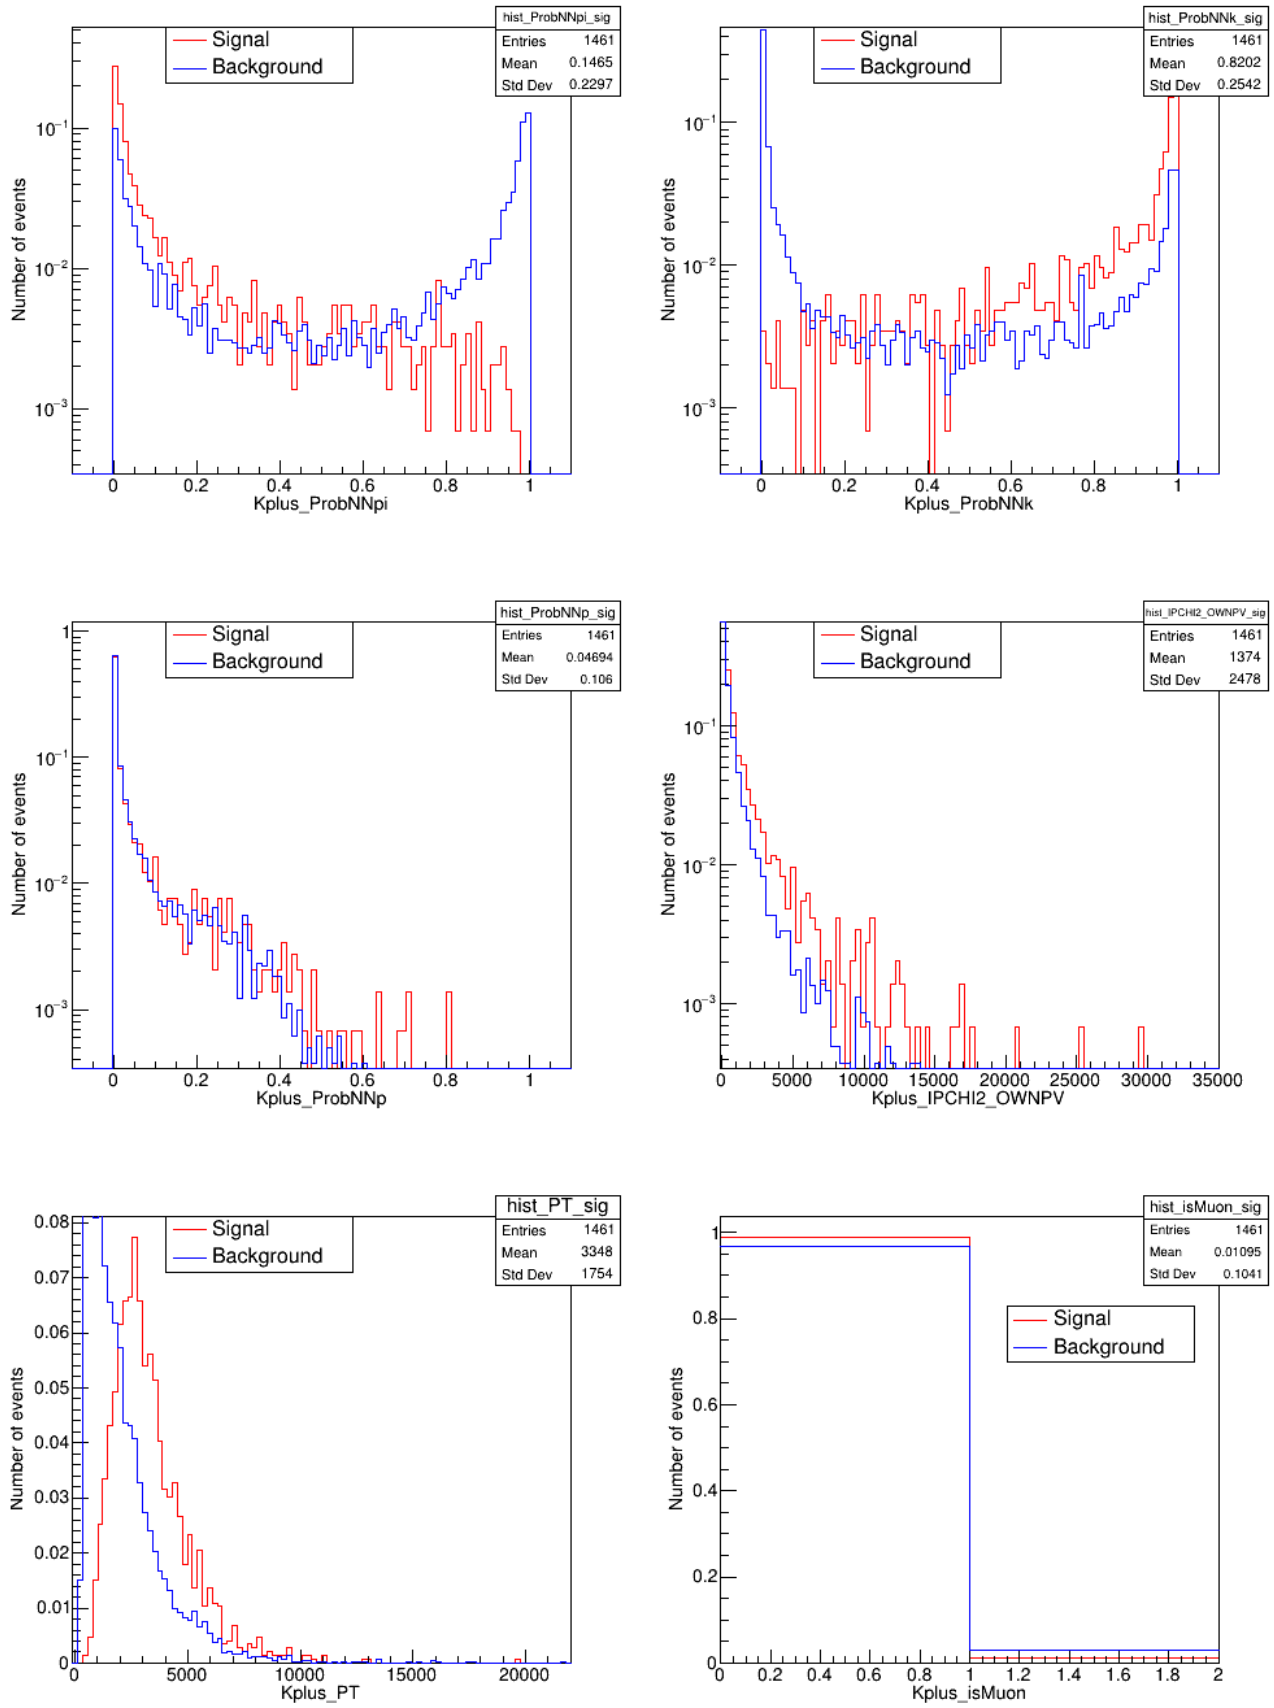 hist_ProbNNpi_sig
Entries 1461
Mean 0.1465
Std Dev 0.2297
Signal
Background
Number of events
10⁻¹
10⁻²
10⁻³
0 0.2 0.4 0.6 0.8 1
Kplus_ProbNNpi
hist_ProbNNk_sig
Entries 1461
Mean 0.8202
Std Dev 0.2542
Signal
Background
Number of events
10⁻¹
10⁻²
10⁻³
0 0.2 0.4 0.6 0.8 1
Kplus_ProbNNk
hist_ProbNNp_sig
Entries 1461
Mean 0.04694
Std Dev 0.106
Signal
Background
Number of events
1
10⁻¹
10⁻²
10⁻³
0 0.2 0.4 0.6 0.8 1
Kplus_ProbNNp
hist_IPCHI2_OWNPV_sig
Entries 1461
Mean 1374
Std Dev 2478
Signal
Background
Number of events
10⁻¹
10⁻²
10⁻³
0 5000 10000 15000 20000 25000 30000 35000
Kplus_IPCHI2_OWNPV
hist_PT_sig
Entries 1461
Mean 3348
Std Dev 1754
Signal
Background
Number of events
0.08
0.07
0.06
0.05
0.04
0.03
0.02
0.01
0
0 5000 10000 15000 20000
Kplus_PT
hist_isMuon_sig
Entries 1461
Mean 0.01095
Std Dev 0.1041
Signal
Background
Number of events
1
0.8
0.6
0.4
0.2
0
0 0.2 0.4 0.6 0.8 1 1.2 1.4 1.6 1.8 2
Kplus_isMuon